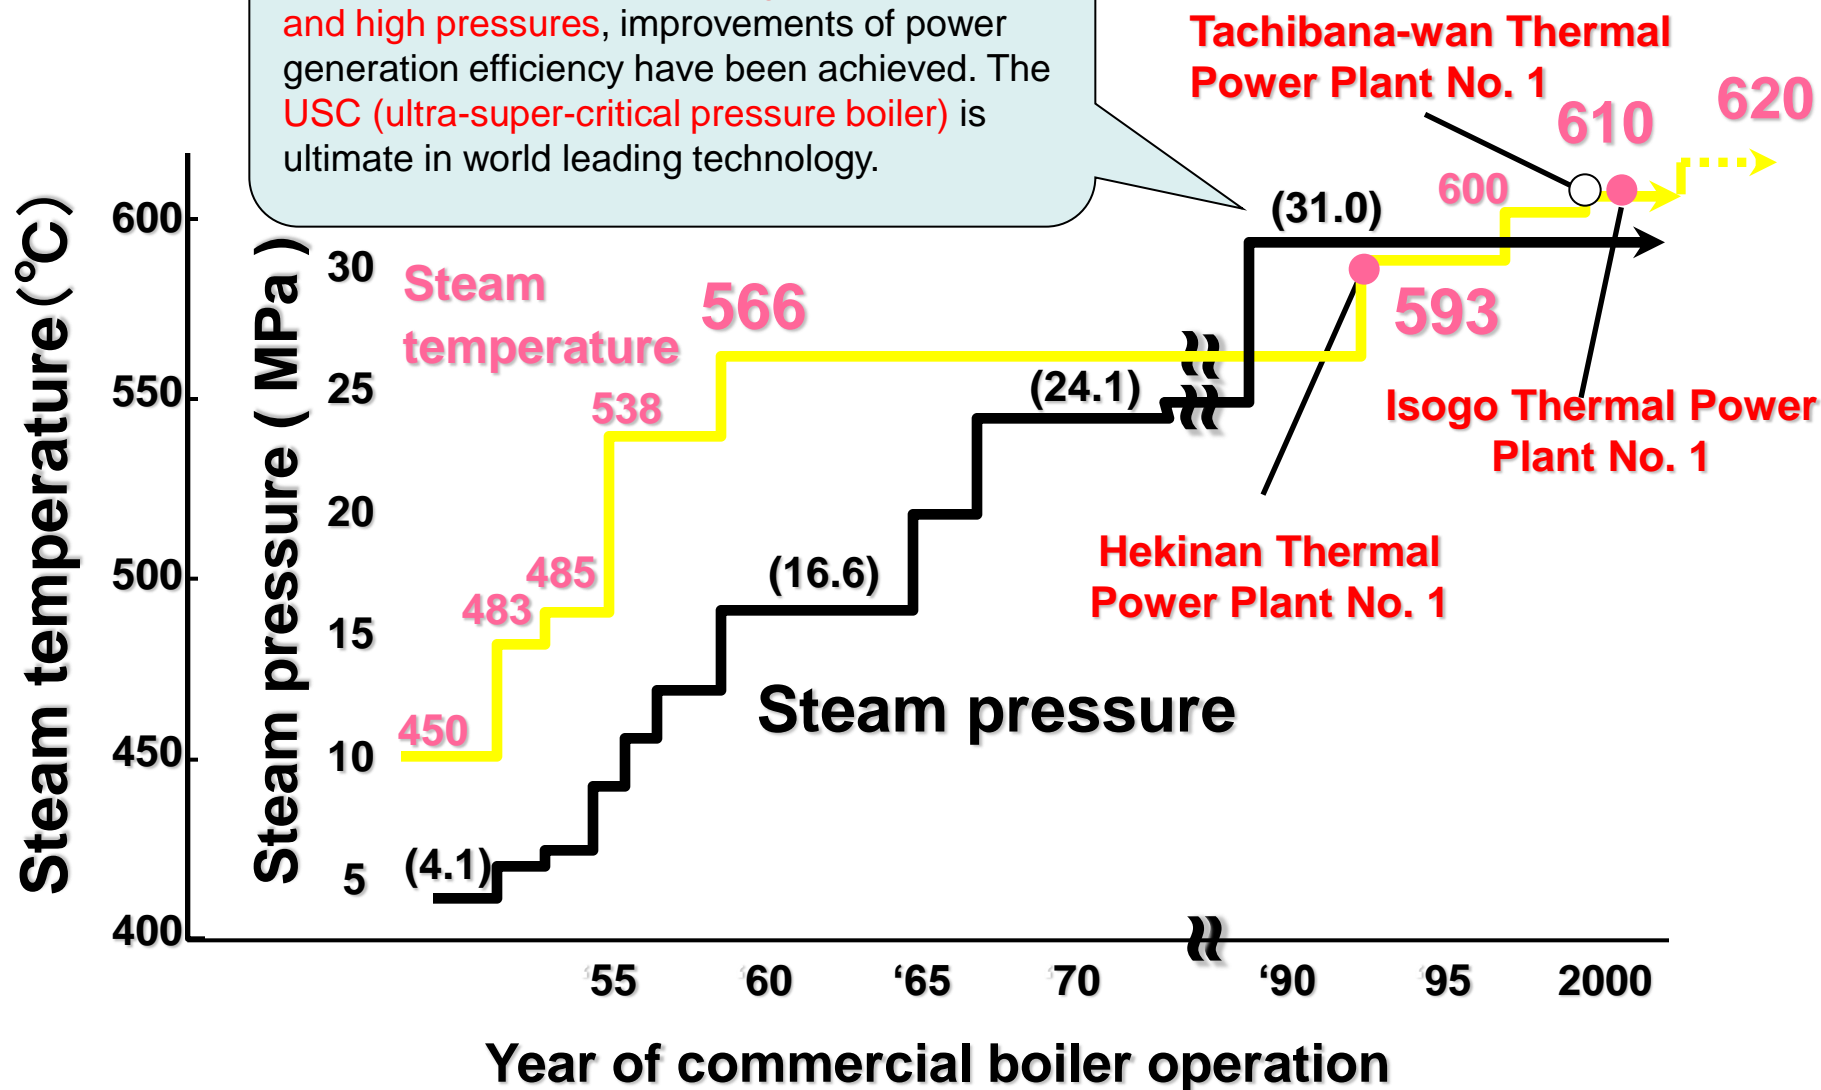 and high pressures, improvements of power
generation efficiency have been achieved. The
USC (ultra-super-critical pressure boiler) is
ultimate in world leading technology.
Tachibana-wan Thermal
Power Plant No. 1
610
620
600
(31.0)
Steam temperature(℃)
600
550
500
450
400
Steam pressure ( MPa )
30
25
20
15
10
5
Steam
temperature
566
593
538
(24.1)
Isogo Thermal Power
Plant No. 1
485
483
(16.6)
Hekinan Thermal
Power Plant No. 1
450
Steam pressure
(4.1)
‘55
‘60
‘65
‘70
‘90
‘95
2000
Year of commercial boiler operation